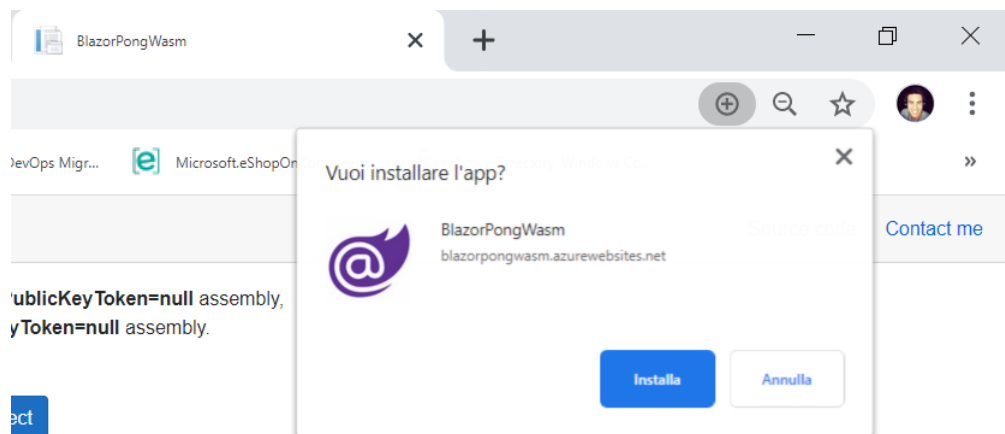 BlazorPongWasm
DevOps Migr...
[e]
Microsoft.eShopOn
»
Vuoi installare l'app?
BlazorPongWasm
blazorpongwasm.azurewebsites.net
Contact me
PublicKeyToken=null assembly,
yToken=null assembly.
Installa
Annulla
ect